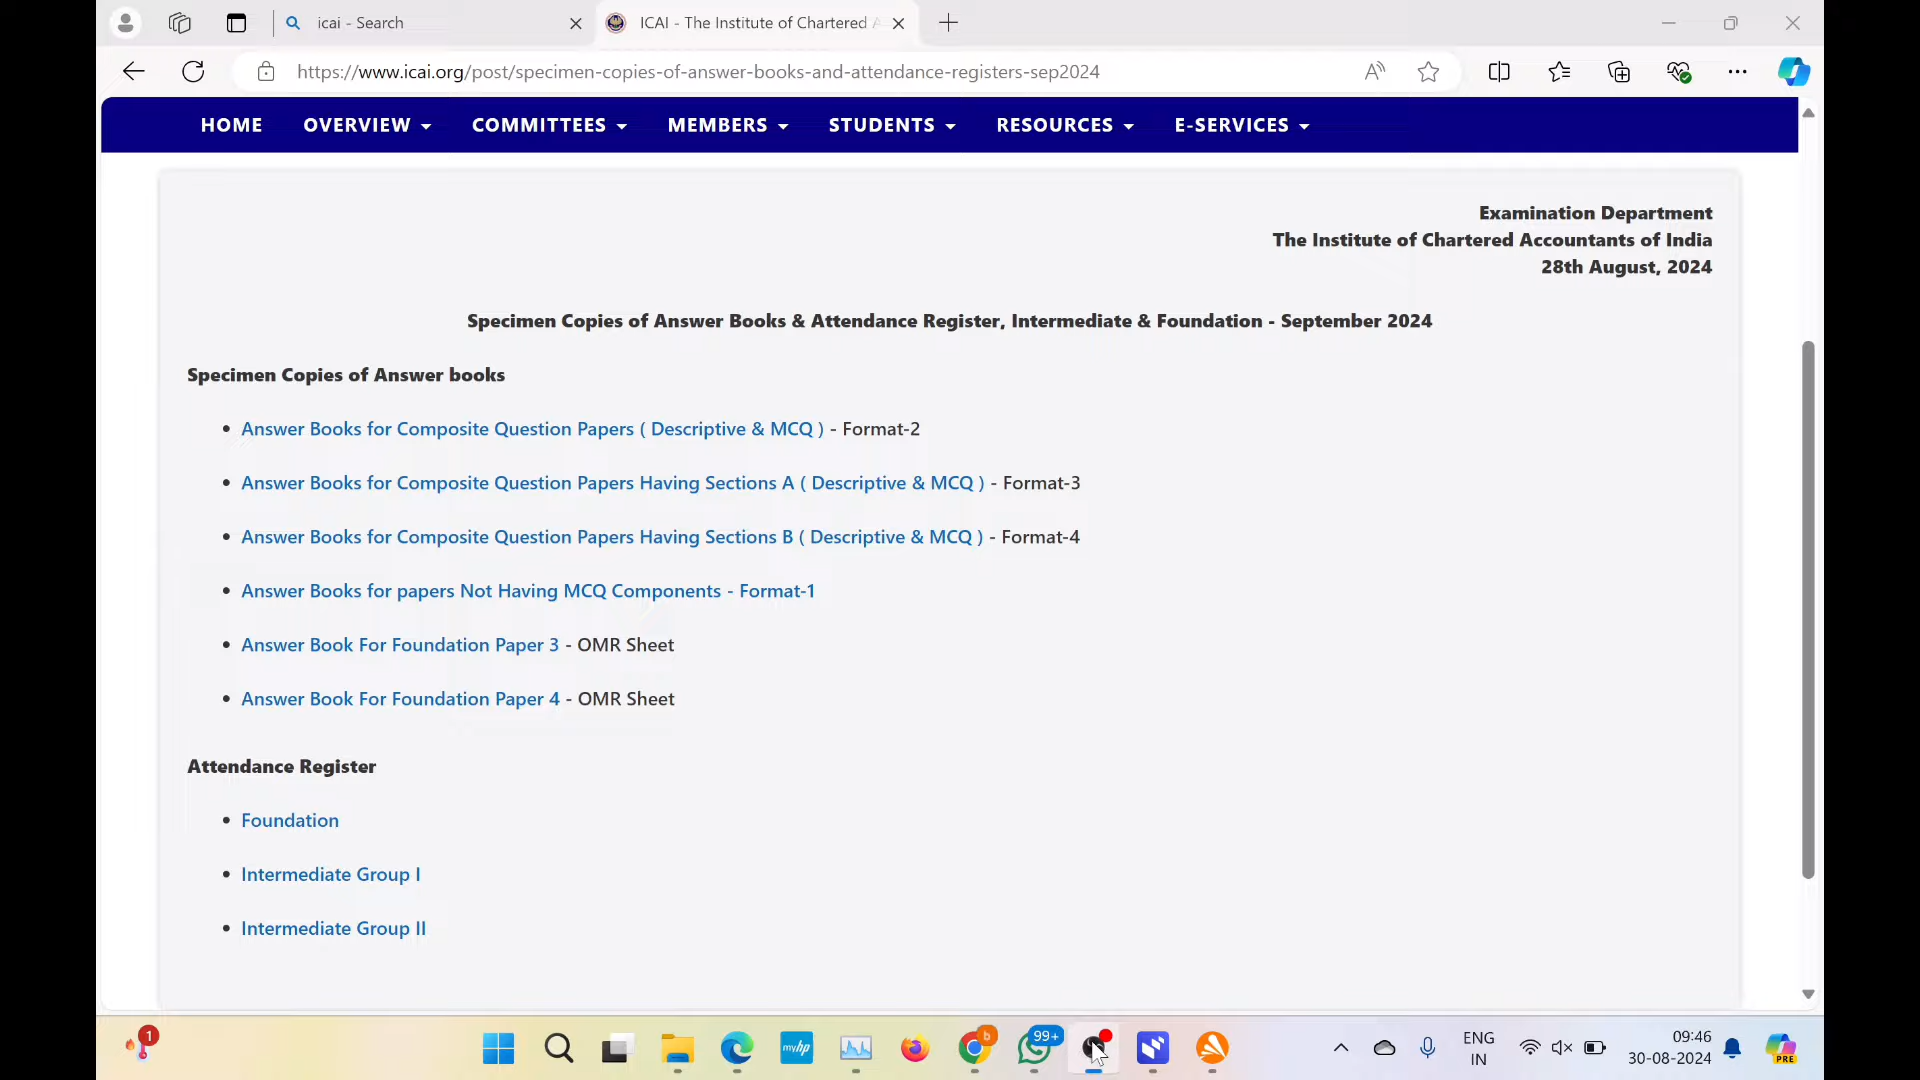 icai - Search
ICAI - The Institute of Chartered A
https://www.icai.org/post/specimen-copies-of-answer-books-and-attendance-registers-sep2024
HOME OVERVIEW COMMITTEES MEMBERS STUDENTS RESOURCES E-SERVICES
Examination Department
The Institute of Chartered Accountants of India
28th August, 2024
Specimen Copies of Answer Books & Attendance Register, Intermediate & Foundation - September 2024
Specimen Copies of Answer books
• Answer Books for Composite Question Papers ( Descriptive & MCQ ) - Format-2
• Answer Books for Composite Question Papers Having Sections A ( Descriptive & MCQ ) - Format-3
• Answer Books for Composite Question Papers Having Sections B ( Descriptive & MCQ ) - Format-4
• Answer Books for papers Not Having MCQ Components - Format-1
• Answer Book For Foundation Paper 3 - OMR Sheet
• Answer Book For Foundation Paper 4 - OMR Sheet
Attendance Register
• Foundation
• Intermediate Group I
• Intermediate Group II
1
myhp
b
99+
ENG
IN
09:46
30-08-2024
PRE